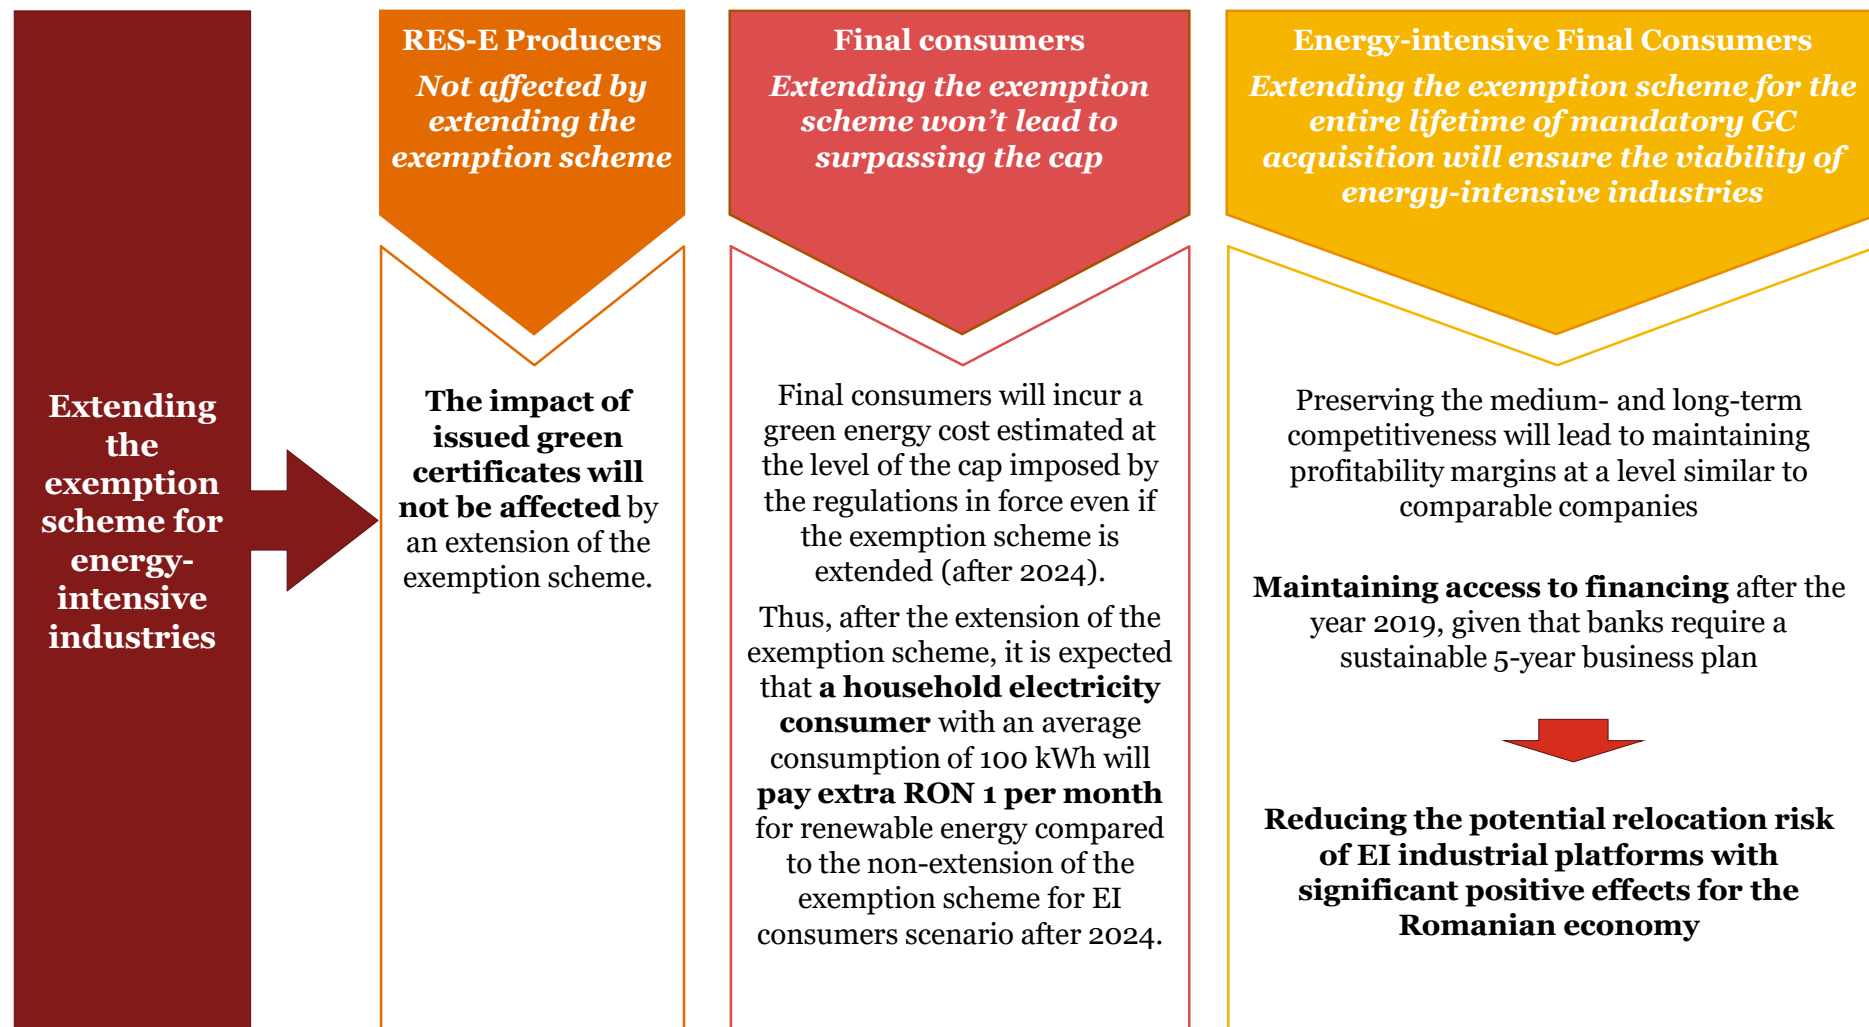 Extending
the
exemption
scheme for
energy-
intensive
industries
RES-E Producers
Not affected by
extending the
exemption scheme
The impact of
issued green
certificates will
not be affected by
an extension of the
exemption scheme.
Final consumers
Extending the exemption
scheme won’t lead to
surpassing the cap
Final consumers will incur a
green energy cost estimated at
the level of the cap imposed by
the regulations in force even if
the exemption scheme is
extended (after 2024).
Thus, after the extension of the
exemption scheme, it is expected
that a household electricity
consumer with an average
consumption of 100 kWh will
pay extra RON 1 per month
for renewable energy compared
to the non-extension of the
exemption scheme for EI
consumers scenario after 2024.
Energy-intensive Final Consumers
Extending the exemption scheme for the
entire lifetime of mandatory GC
acquisition will ensure the viability of
energy-intensive industries
Preserving the medium- and long-term
competitiveness will lead to maintaining
profitability margins at a level similar to
comparable companies
Maintaining access to financing after the
year 2019, given that banks require a
sustainable 5-year business plan
Reducing the potential relocation risk
of EI industrial platforms with
significant positive effects for the
Romanian economy